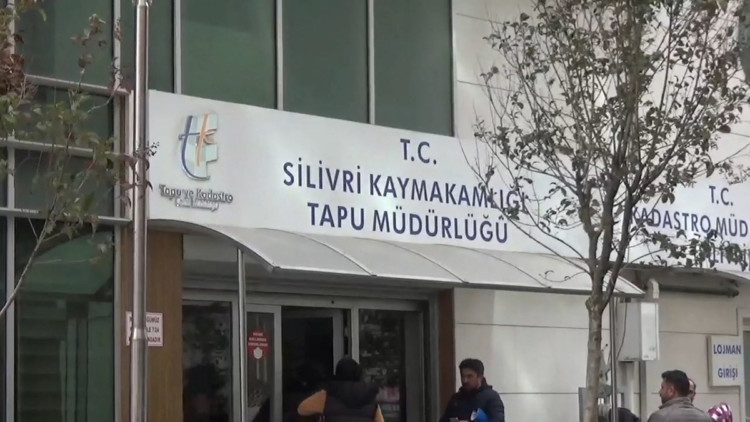 T.C.
SİLİVRİ KAYMAKAMLIĞI
TAPU MÜDÜRLÜĞÜ
Tapu ve Kadastro
T.C.
KADASTRO MÜD
LOJMAN
GİRİŞİ